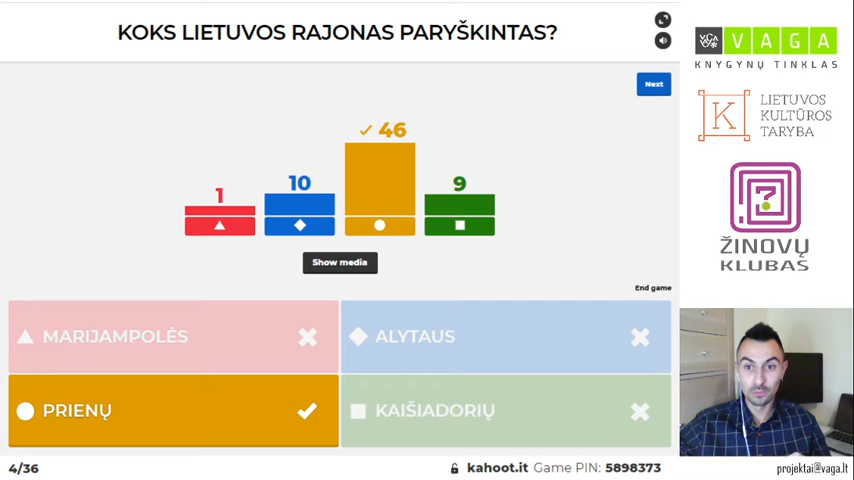 KOKS LIETUVOS RAJONAS PARYŠKINTAS?
Next
1
10
46
9
Show media
End game
MARIJAMPOLĖS
ALYTAUS
PRIENŲ
KAIŠIADORIŲ
4/36
kahoot.it Game PIN: 5898373
VAGA
VAGA
KNYGYNŲ TINKLAS
K
LIETUVOS
KULTŪROS
TARYBA
?
ŽINOVŲ
KLUBAS
projektai@vaga.lt